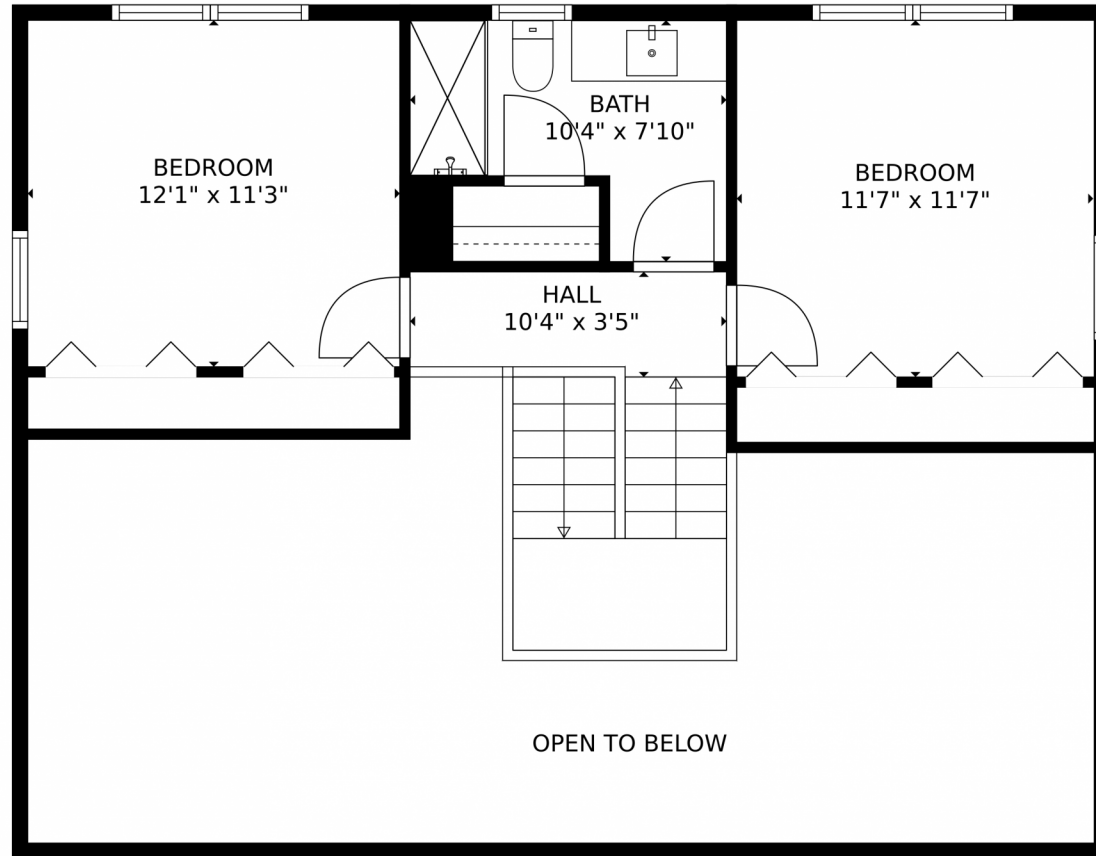 BEDROOM
12'1" x 11'3"
BATH
10'4" x 7'10"
BEDROOM
11'7" x 11'7"
HALL
10'4" x 3'5"
OPEN TO BELOW